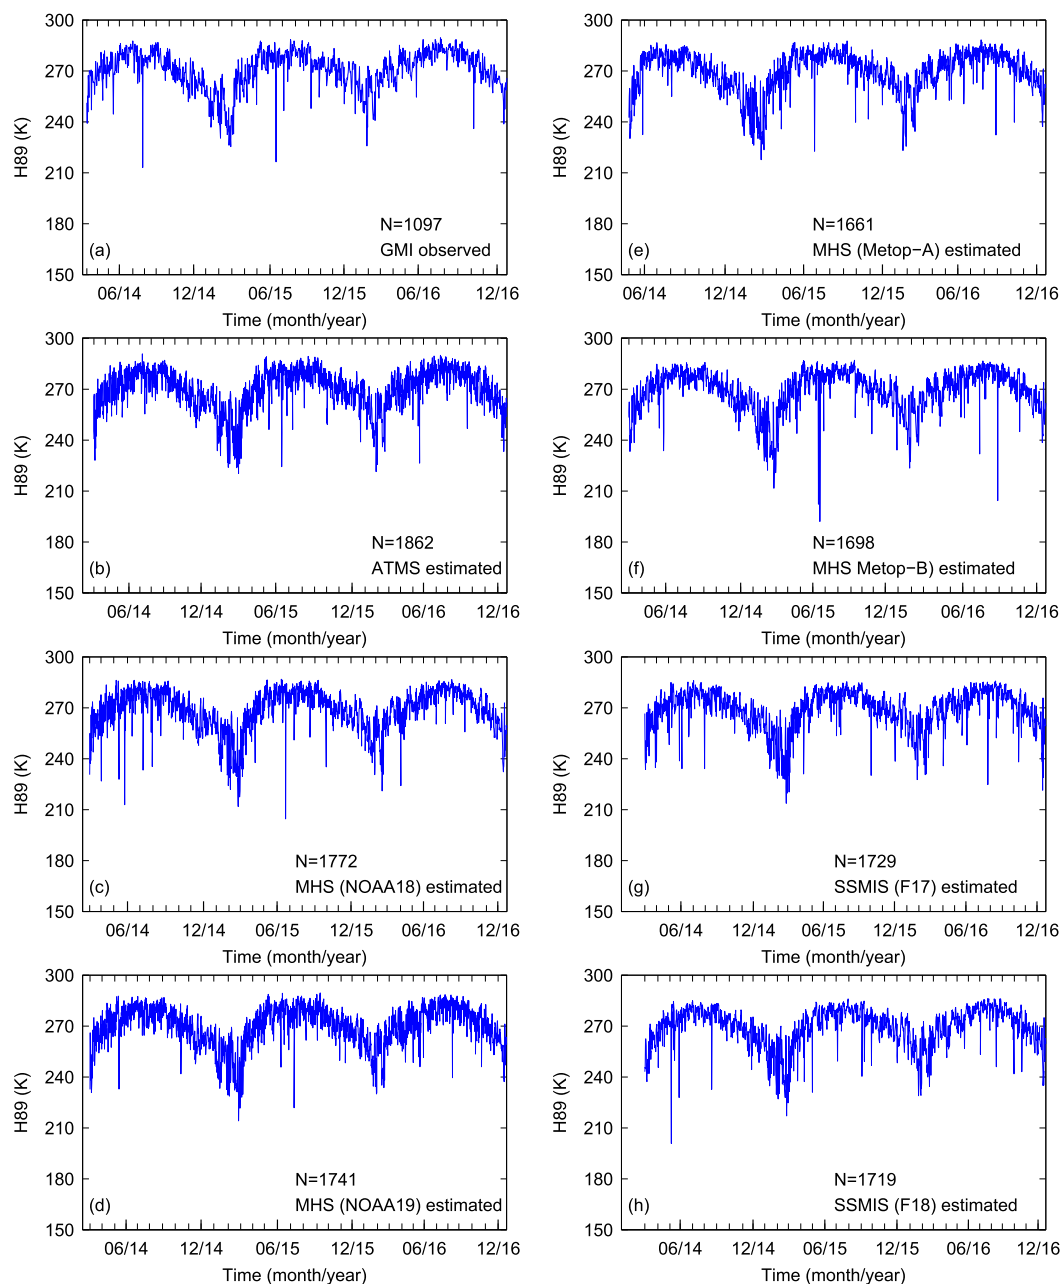 300
270
240
210
180
150
H89 (K)
N=1097
(a)
GMI observed
06/14 12/14 06/15 12/15 06/16 12/16
Time (month/year)
300
270
240
210
180
150
H89 (K)
N=1661
(e)
MHS (Metop−A) estimated
06/14 12/14 06/15 12/15 06/16 12/16
Time (month/year)
300
270
240
210
180
150
H89 (K)
N=1862
(b)
ATMS estimated
06/14 12/14 06/15 12/15 06/16 12/16
Time (month/year)
300
270
240
210
180
150
H89 (K)
N=1698
(f)
MHS Metop−B) estimated
06/14 12/14 06/15 12/15 06/16 12/16
Time (month/year)
300
270
240
210
180
150
H89 (K)
N=1772
(c)
MHS (NOAA18) estimated
06/14 12/14 06/15 12/15 06/16 12/16
Time (month/year)
300
270
240
210
180
150
H89 (K)
N=1729
(g)
SSMIS (F17) estimated
06/14 12/14 06/15 12/15 06/16 12/16
Time (month/year)
300
270
240
210
180
150
H89 (K)
N=1741
(d)
MHS (NOAA19) estimated
06/14 12/14 06/15 12/15 06/16 12/16
Time (month/year)
300
270
240
210
180
150
H89 (K)
N=1719
(h)
SSMIS (F18) estimated
06/14 12/14 06/15 12/15 06/16 12/16
Time (month/year)